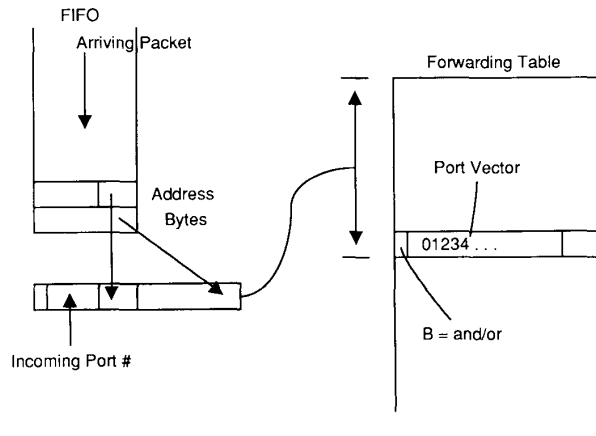 FIFO
Arriving Packet
Forwarding Table
Address
Bytes
Port Vector
01234 . . .
B = and/or
Incoming Port #